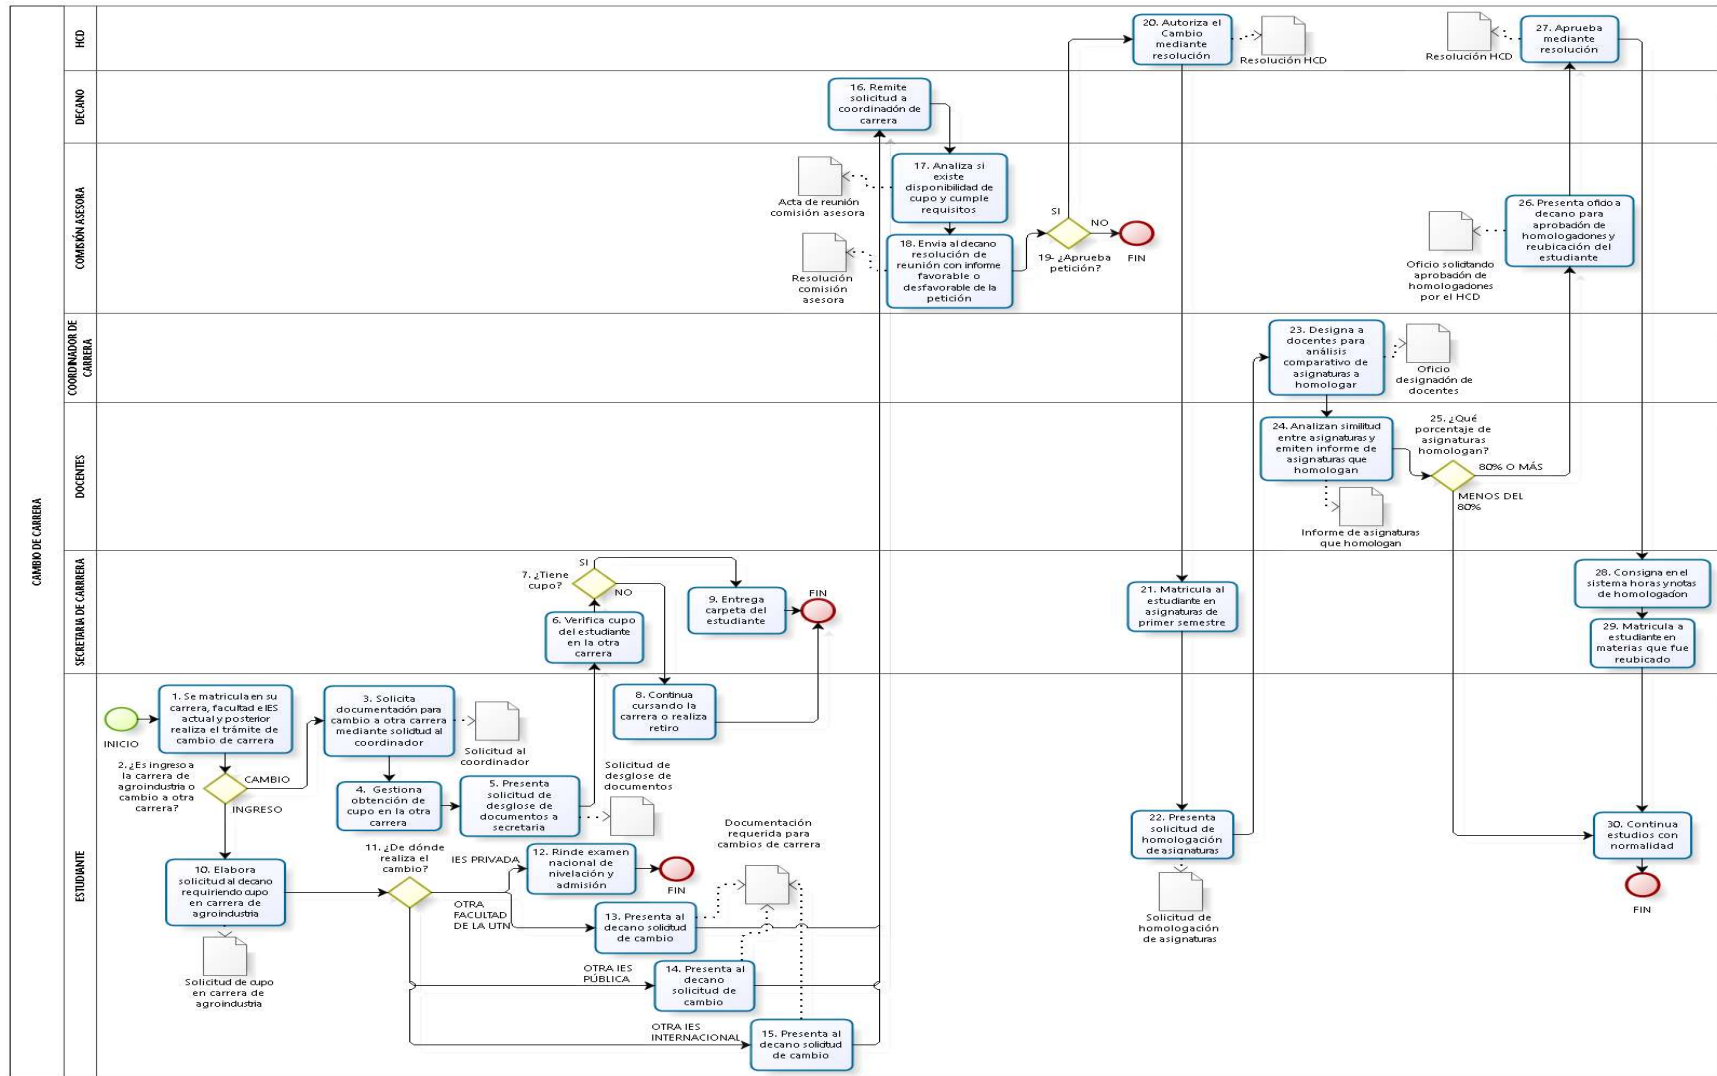 CAMBIO DE CARRERA
HCD
20. Autoriza el
Cambio
mediante
resolución
Resolución HCD
27. Aprueba
mediante
resolución
Resolución HCD
DECANO
16. Remite
solicitud a
coordinación de
carrera
COMISIÓN ASESORA
17. Analiza si
existe
disponibilidad de
cupo y cumple
requisitos
Acta de reunión
comisión asesora
18. Envia al decano
resolución de
reunión con informe
favorable o
desfavorable de la
petición
Resolución
comisión
asesora
SI
NO
19- ¿Aprueba
petición?
FIN
26. Presenta oficio a
decano para
aprobación de
homologaciones y
reubicación del
estudiante
Oficio solicitando
aprobación de
homologaciones
por el HCD
COORDINADOR DE
CARRERA
23. Designa a
docentes para
análisis
comparativo de
asignaturas a
homologar
Oficio
designación de
docentes
DOCENTES
24. Analizan similitud
entre asignaturas y
emiten informe de
asignaturas que
homologan
25. ¿Qué
porcentaje de
asignaturas
homologan?
80% O MÁS
MENOS DEL
80%
Informe de asignaturas
que homologan
SECRETARIA DE CARRRERA
SI
7. ¿Tiene
cupo?
NO
6. Verifica cupo
del estudiante
en la otra
carrera
9. Entrega
carpeta del
estudiante
FIN
21. Matricula al
estudiante en
asignaturas de
primer semestre
28. Consigna en el
sistema horas y notas
de homologacíon
29. Matricula a
estudiante en
materias que fue
reubicado
ESTUDIANTE
INICIO
1. Se matricula en su
carrera, facultad e IES
actual y posterior
realiza el trámite de
cambio de carrera
2. ¿Es ingreso a
la carrera de
agroindustria o
cambio a otra
carrera?
CAMBIO
INGRESO
3. Solicita
documentación para
cambio a otra carrera
mediante solicitud al
coordinador
Solicitud al
coordinador
4. Gestiona
obtención de
cupo en la otra
carrera
5. Presenta
solicitud de
desglose de
documentos a
secretaria
Solicitud de
desglose de
documentos
8. Continua
cursando la
carrera o realiza
retiro
10. Elabora
solicitud al decano
requiriendo cupo
en carrera de
agroindustria
Solicitud de cupo
en carrera de
agroindustria
11. ¿De dónde
realiza el
cambio?
IES PRIVADA
12. Rinde examen
nacional de
nivelación y
admisión
FIN
OTRA
FACULTAD
DE LA UTN
13. Presenta al
decano solicitud
de cambio
Documentación
requerida para
cambios de carrera
OTRA IES
PÚBLICA
14. Presenta al
decano
solicitud de
cambio
OTRA IES
INTERNACIONAL
15. Presenta al
decano solicitud
de cambio
22. Presenta
solicitud de
homologación
de asignaturas
Solicitud de
homologación
de asignaturas
30. Continua
estudios con
normalidad
FIN